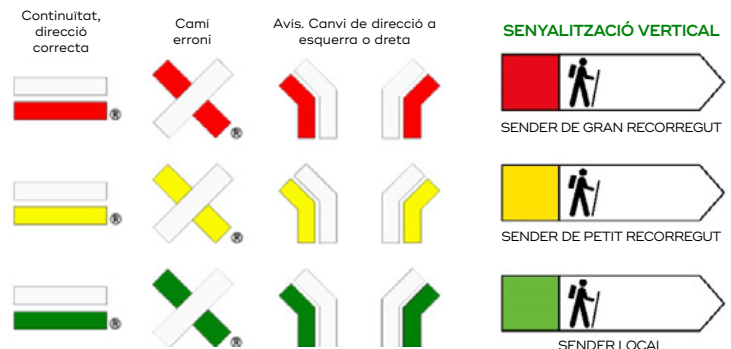 Continuïtat,
direcció
correcta
Camí
erroni
Avis. Canvi de direcció a
esquerra o dreta
SENYALITZACIÓ VERTICAL
®
®
SENDER DE GRAN RECORREGUT
®
®
SENDER DE PETIT RECORREGUT
®
®
SENDER LOCAL